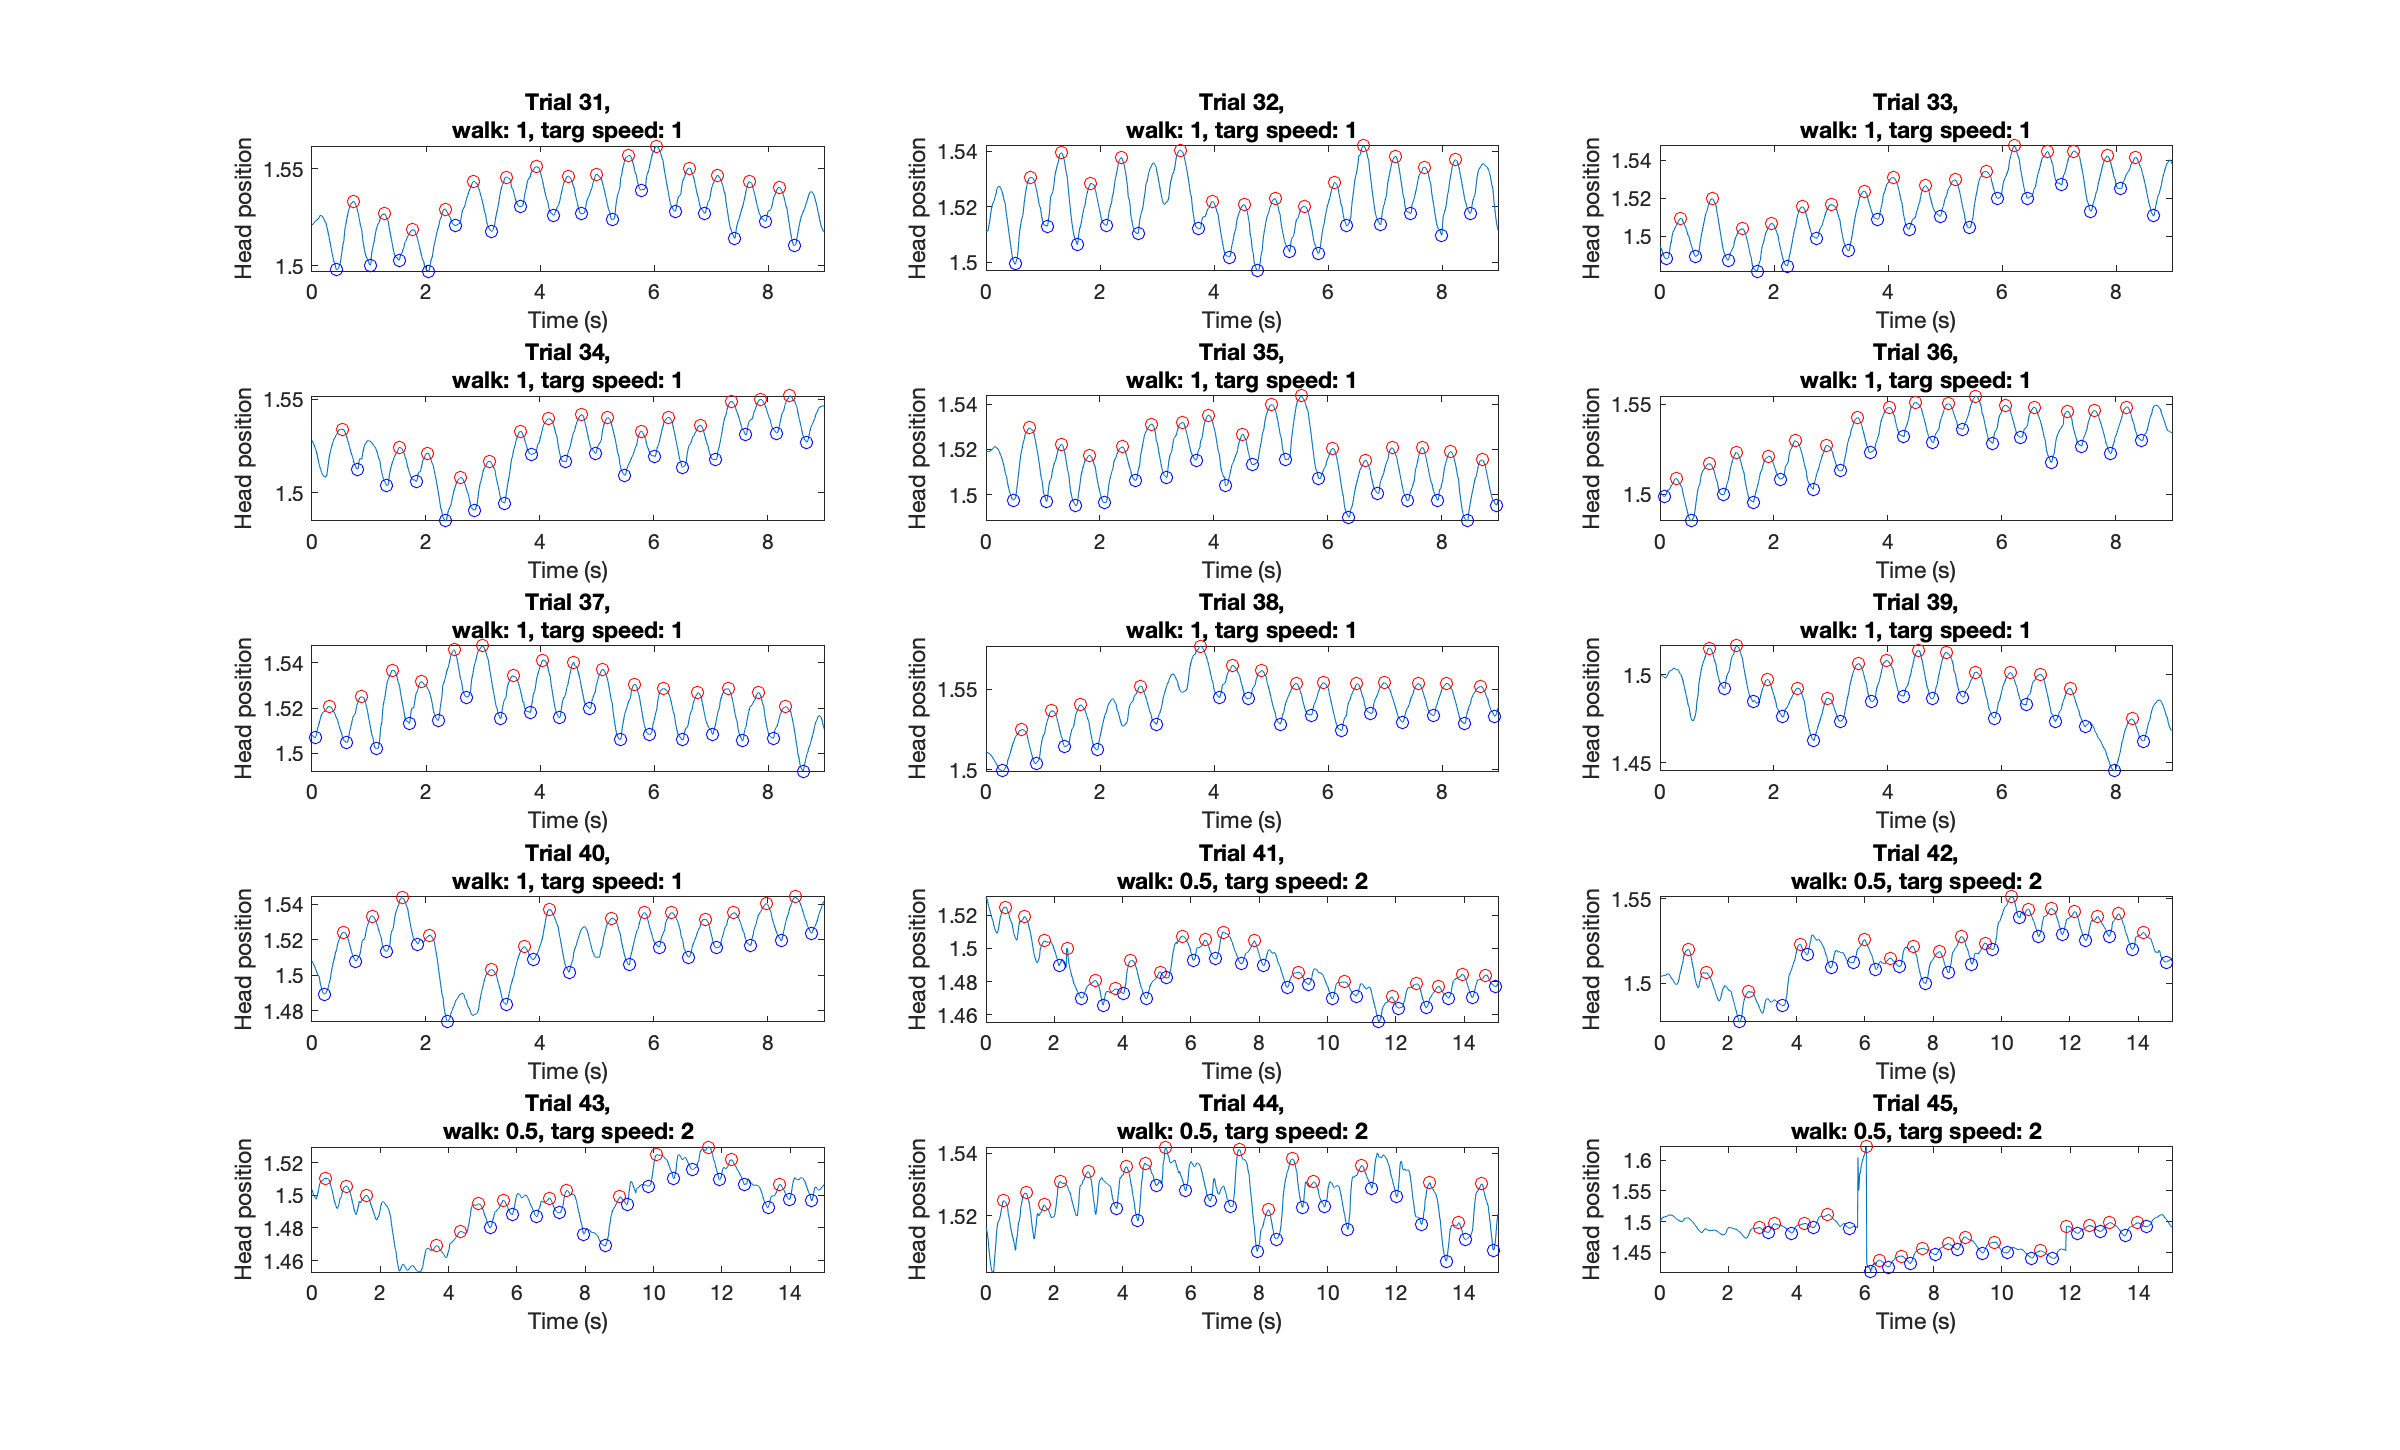 Trial 31,
walk: 1, targ speed: 1
Head position
1.55
1.5
0 2 4 6 8
Time (s)
Trial 32,
walk: 1, targ speed: 1
Head position
1.54
1.52
1.5
0 2 4 6 8
Time (s)
Trial 33,
walk: 1, targ speed: 1
Head position
1.54
1.52
1.5
0 2 4 6 8
Time (s)
Trial 34,
walk: 1, targ speed: 1
Head position
1.55
1.5
0 2 4 6 8
Time (s)
Trial 35,
walk: 1, targ speed: 1
Head position
1.54
1.52
1.5
0 2 4 6 8
Time (s)
Trial 36,
walk: 1, targ speed: 1
Head position
1.55
1.5
0 2 4 6 8
Time (s)
Trial 37,
walk: 1, targ speed: 1
Head position
1.54
1.52
1.5
0 2 4 6 8
Time (s)
Trial 38,
walk: 1, targ speed: 1
Head position
1.55
1.5
0 2 4 6 8
Time (s)
Trial 39,
walk: 1, targ speed: 1
Head position
1.5
1.45
0 2 4 6 8
Time (s)
Trial 40,
walk: 1, targ speed: 1
Head position
1.54
1.52
1.5
1.48
0 2 4 6 8
Time (s)
Trial 41,
walk: 0.5, targ speed: 2
Head position
1.52
1.5
1.48
1.46
0 2 4 6 8 10 12 14
Time (s)
Trial 42,
walk: 0.5, targ speed: 2
Head position
1.55
1.5
0 2 4 6 8 10 12 14
Time (s)
Trial 43,
walk: 0.5, targ speed: 2
Head position
1.52
1.5
1.48
1.46
0 2 4 6 8 10 12 14
Time (s)
Trial 44,
walk: 0.5, targ speed: 2
Head position
1.54
1.52
0 2 4 6 8 10 12 14
Time (s)
Trial 45,
walk: 0.5, targ speed: 2
Head position
1.6
1.55
1.5
1.45
0 2 4 6 8 10 12 14
Time (s)